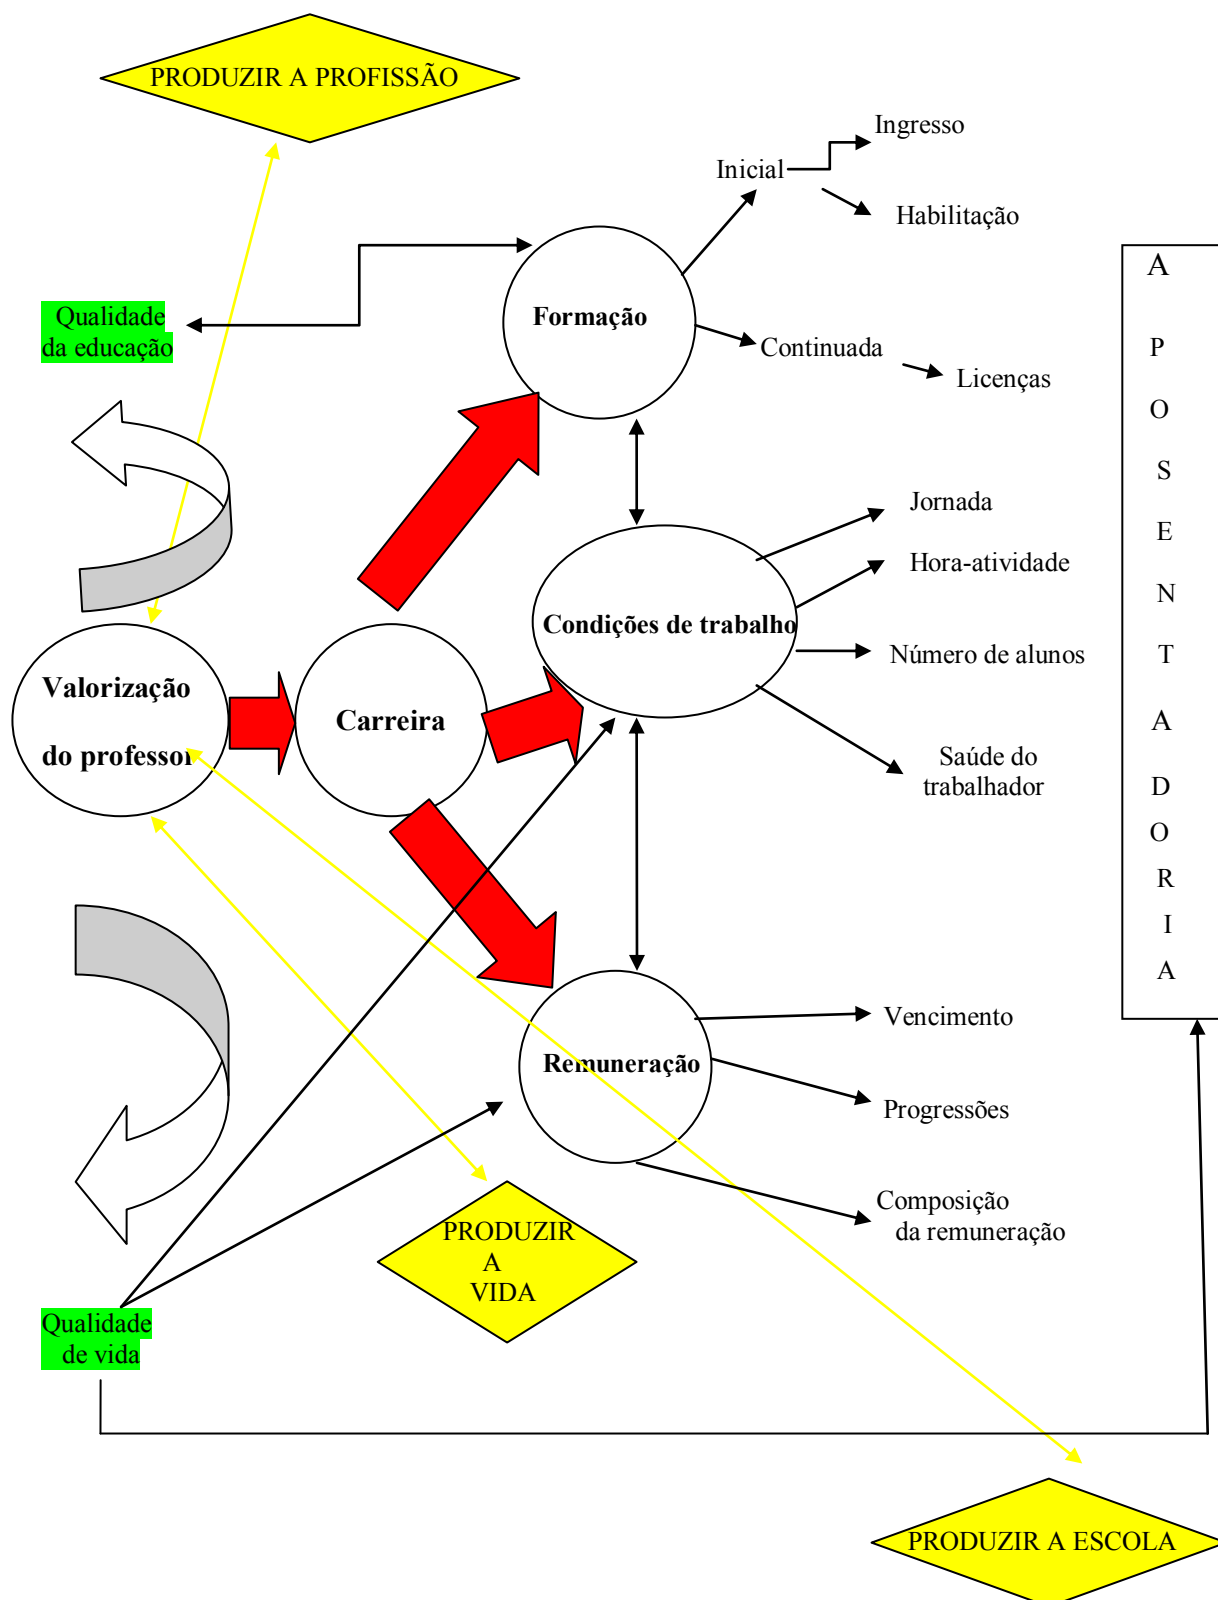 PRODUZIR A PROFISSÃO
Ingresso
Inicial
Habilitação
Qualidade
da educação
Formação
Continuada
Licenças
Jornada
Hora-atividade
Condições de trabalho
Número de alunos
Valorização
do professor
Carreira
Saúde do
trabalhador
A
P
O
S
E
N
T
A
D
O
R
I
A
Vencimento
Remuneração
Progressões
Composição
da remuneração
PRODUZIR
A
VIDA
Qualidade
de vida
PRODUZIR A ESCOLA